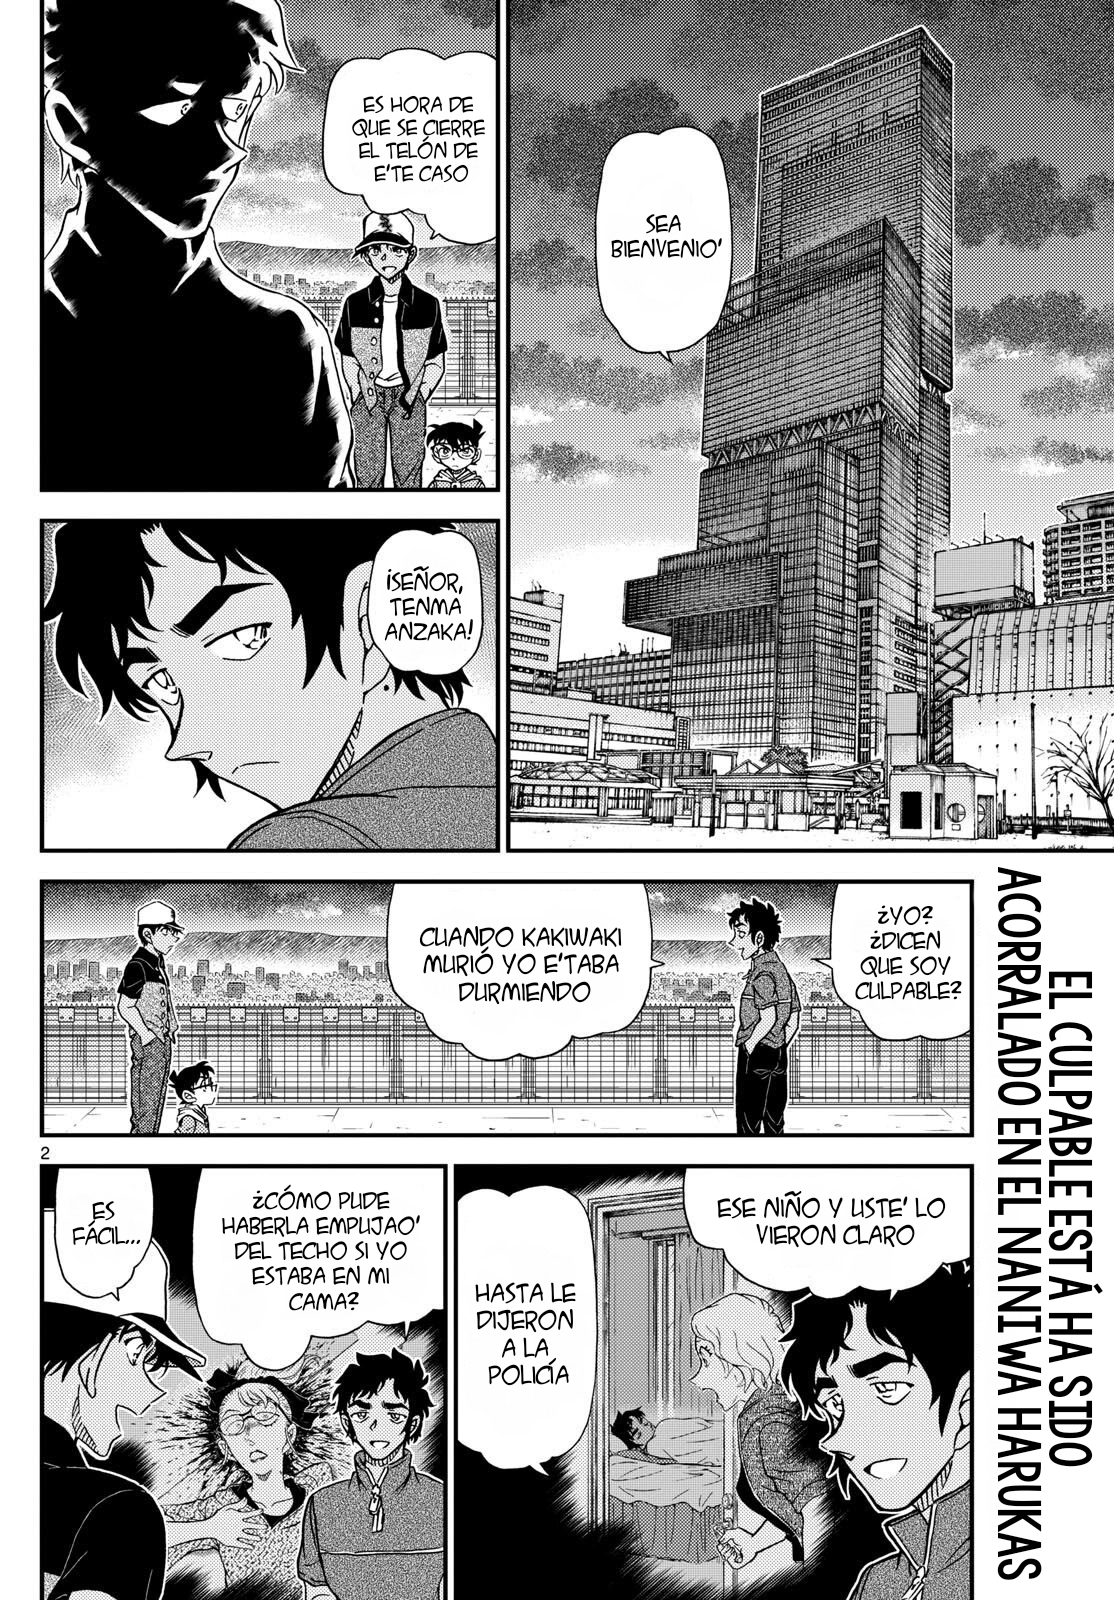 SEA
BIENVENIO'
ES HORA DE
QUE SE CIERRE
EL TELÓN DE
E'TE CASO
¡SEÑOR,
TENMA
ANZAKA!
¿YO?
¿DICEN
QUE SOY
CULPABLE?
CUANDO KAKIWAKI
MURIÓ YO E'TABA
DURMIENDO
EL CULPABLE ESTÁ HA SIDO
ACORRALADO EN EL NANIWA HARUKAS
2
ESE NIÑO Y USTE' LO
VIERON CLARO
HASTA LE
DIJERON
A LA
POLICÍA
¿CÓMO PUDE
HABERLA EMPUJAO'
DEL TECHO SI YO
ESTABA EN MI
CAMA?
ES
FÁCIL...